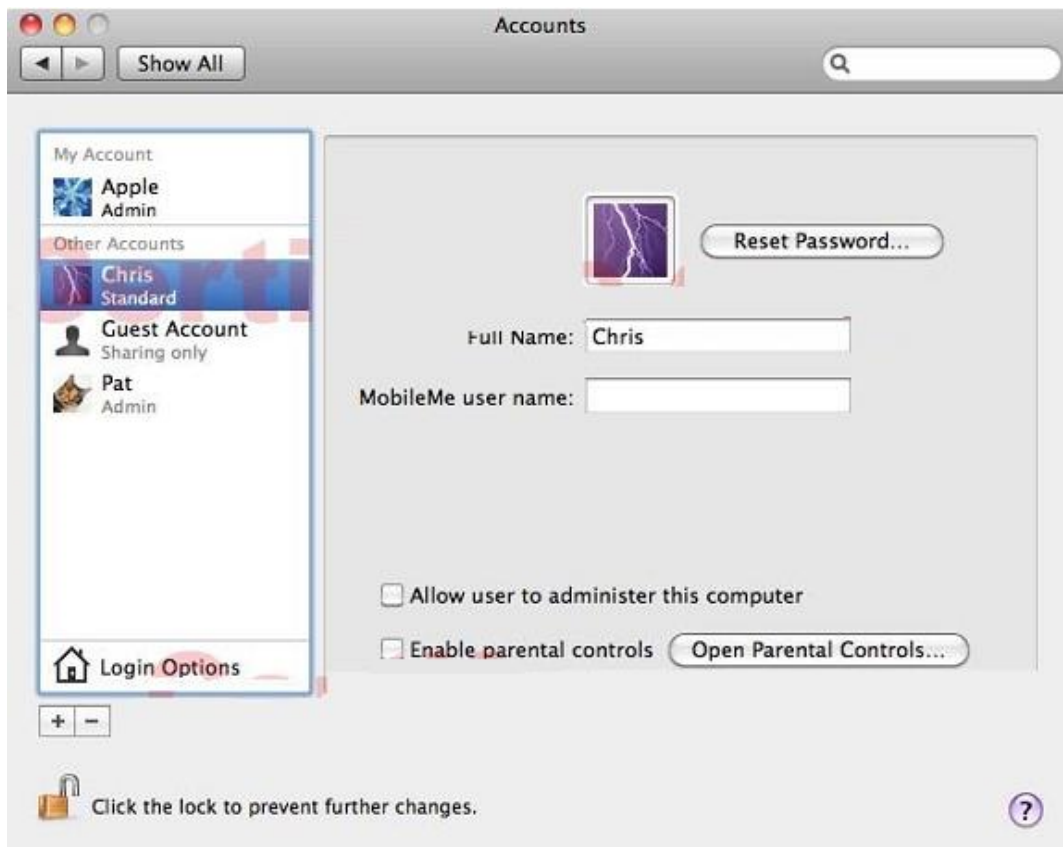 Accounts
Show All
My Account
Apple
Admin
Other Accounts
Chris
Standard
Guest Account
Sharing only
Pat
Admin
Login Options
Reset Password...
Full Name: Chris
MobileMe user name:
Allow user to administer this computer
Enable parental controls Open Parental Controls...
+ −
Click the lock to prevent further changes.
?